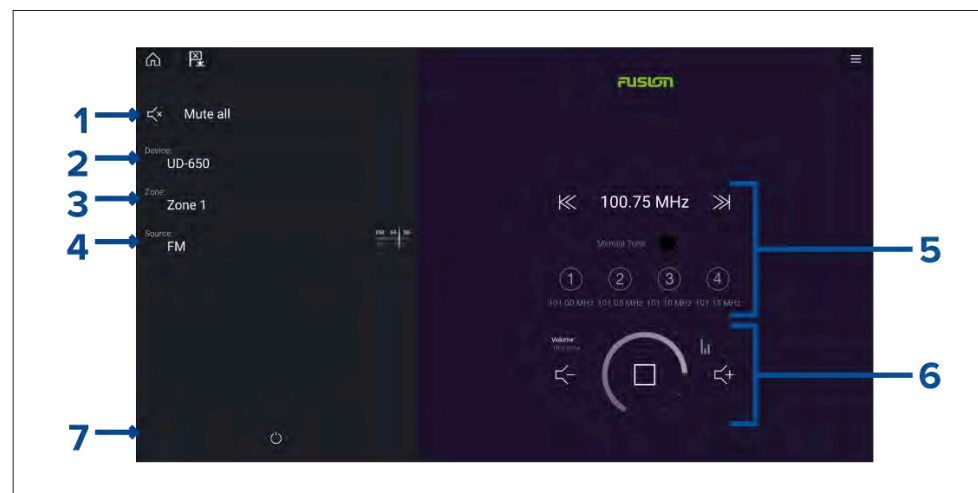 FUSION
1
Mute all
Device:
2
UD-650
Zone:
3
Zone 1
Source:
4
FM
100.75 MHz
5
Manual Tune
1 2 3 4
101.00 MHz 101.05 MHz 101.10 MHz 101.15 MHz
Volume:
6
7